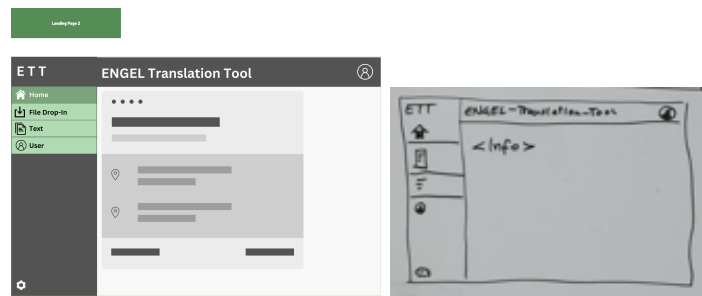 Landing Page 2
ETT
ENGEL Translation Tool
Home
File Drop-In
Text
User
ETT
ENGEL-Translation-Tool
<Info>